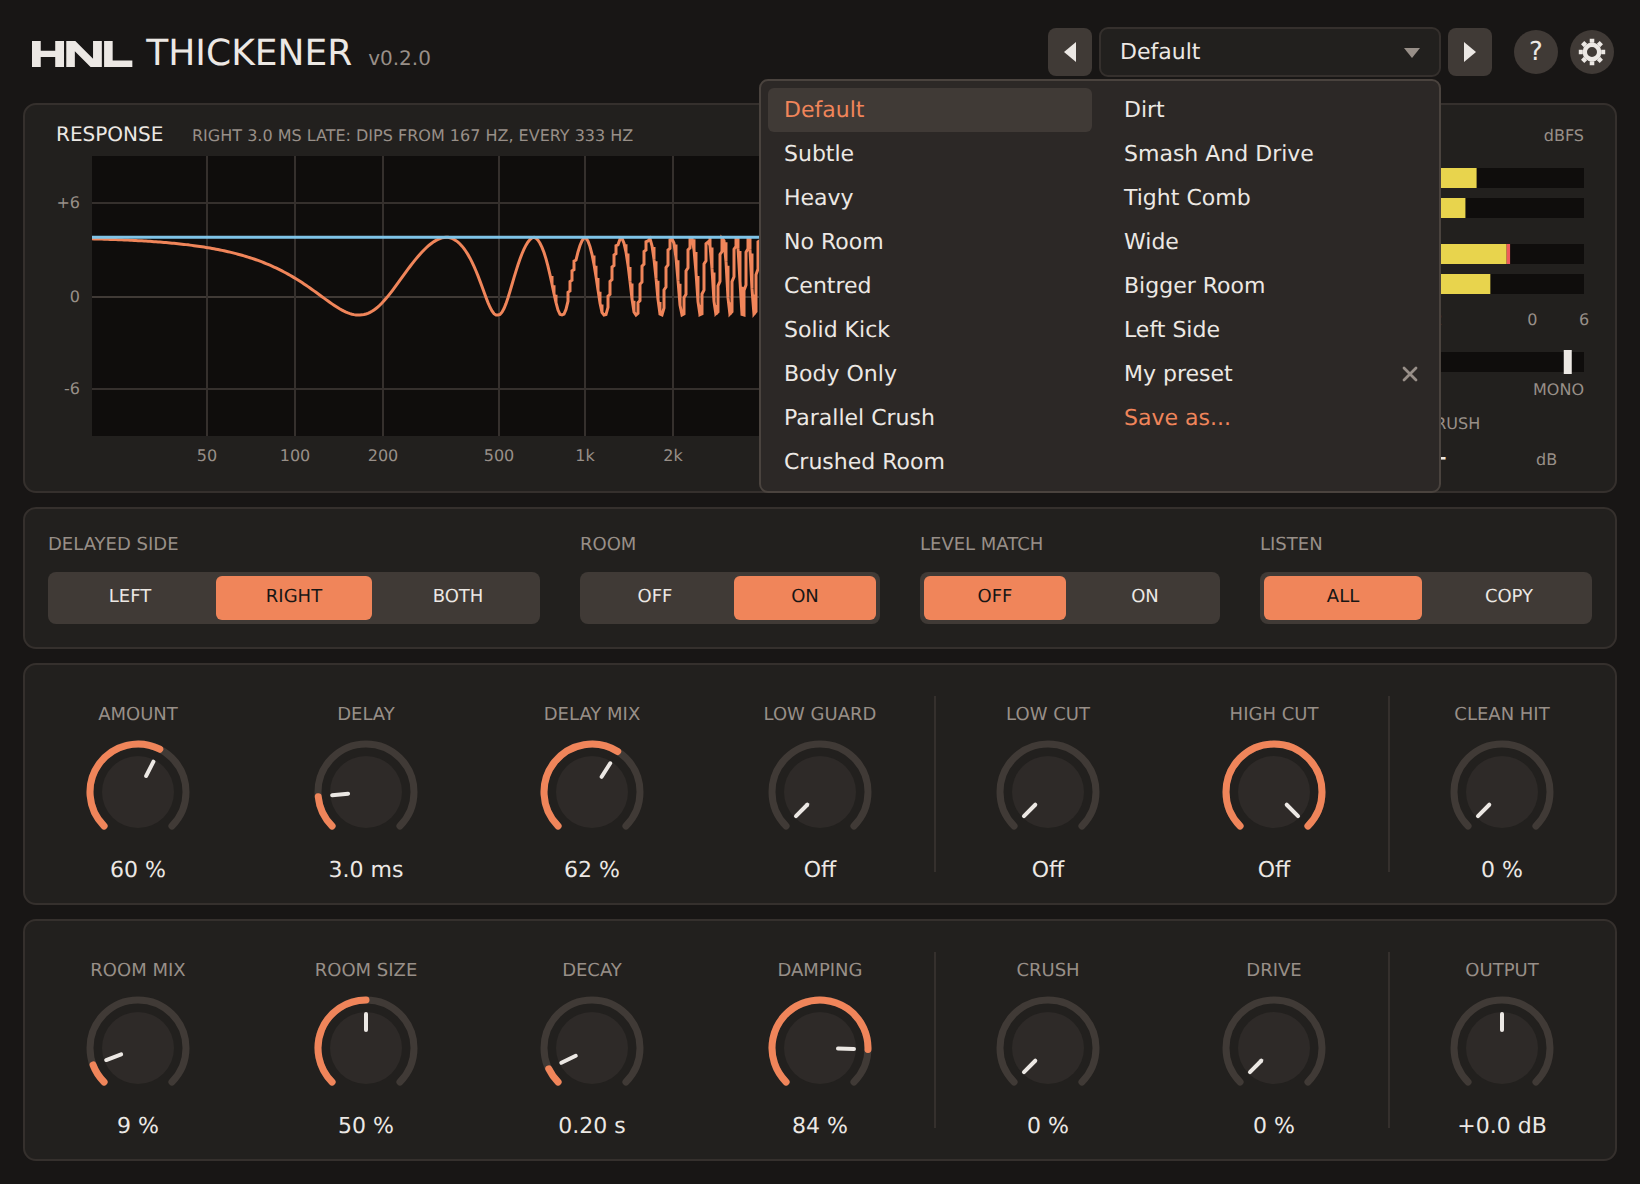 HNL THICKENER v0.2.0
Default
?
RESPONSE RIGHT 3.0 MS LATE: DIPS FROM 167 HZ, EVERY 333 HZ
+6
0
-6
50 100 200 500 1k 2k
Default
Subtle
Heavy
No Room
Centred
Solid Kick
Body Only
Parallel Crush
Crushed Room
Dirt
Smash And Drive
Tight Comb
Wide
Bigger Room
Left Side
My preset
Save as...
dBFS
0 6
MONO
RUSH
dB
DELAYED SIDE ROOM LEVEL MATCH LISTEN
LEFT RIGHT BOTH OFF ON OFF ON ALL COPY
AMOUNT DELAY DELAY MIX LOW GUARD LOW CUT HIGH CUT CLEAN HIT
60 % 3.0 ms 62 % Off Off Off 0 %
ROOM MIX ROOM SIZE DECAY DAMPING CRUSH DRIVE OUTPUT
9 % 50 % 0.20 s 84 % 0 % 0 % +0.0 dB